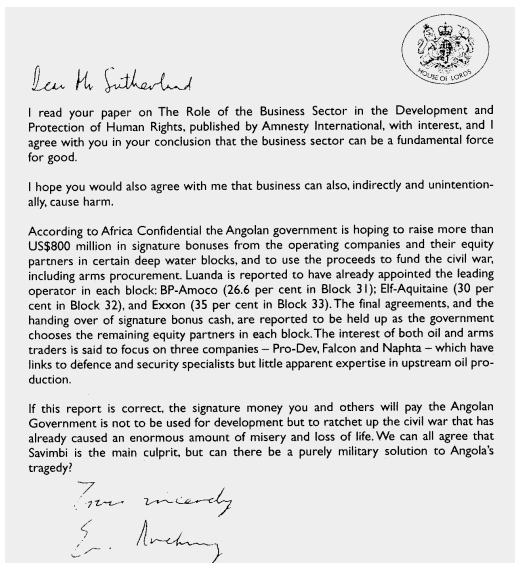 HOUSE OF LORDS
Dear Mr Sutherland
I read your paper on The Role of the Business Sector in the Development and
Protection of Human Rights, published by Amnesty International, with interest, and I
agree with you in your conclusion that the business sector can be a fundamental force
for good.
I hope you would also agree with me that business can also, indirectly and unintention-
ally, cause harm.
According to Africa Confidential the Angolan government is hoping to raise more than
US$800 million in signature bonuses from the operating companies and their equity
partners in certain deep water blocks, and to use the proceeds to fund the civil war,
including arms procurement. Luanda is reported to have already appointed the leading
operator in each block: BP-Amoco (26.6 per cent in Block 31); Elf-Aquitaine (30 per
cent in Block 32), and Exxon (35 per cent in Block 33). The final agreements, and the
handing over of signature bonus cash, are reported to be held up as the government
chooses the remaining equity partners in each block. The interest of both oil and arms
traders is said to focus on three companies – Pro-Dev, Falcon and Naphta – which have
links to defence and security specialists but little apparent expertise in upstream oil pro-
duction.
If this report is correct, the signature money you and others will pay the Angolan
Government is not to be used for development but to ratchet up the civil war that has
already caused an enormous amount of misery and loss of life. We can all agree that
Savimbi is the main culprit, but can there be a purely military solution to Angola's
tragedy?
Yours sincerely